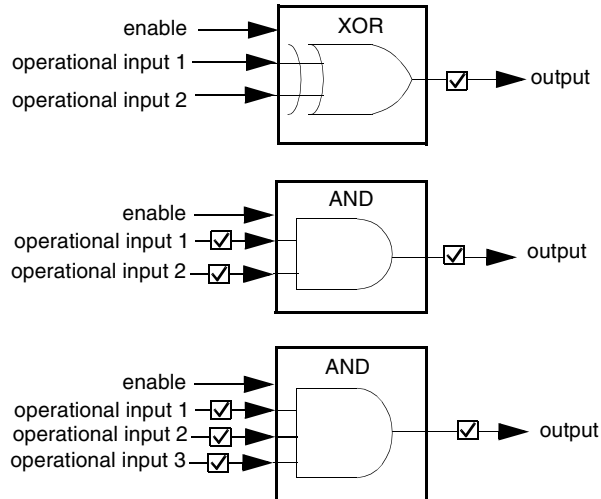 enable
XOR
operational input 1
operational input 2
output
AND
enable
operational input 1
operational input 2
output
AND
enable
operational input 1
operational input 2
operational input 3
output